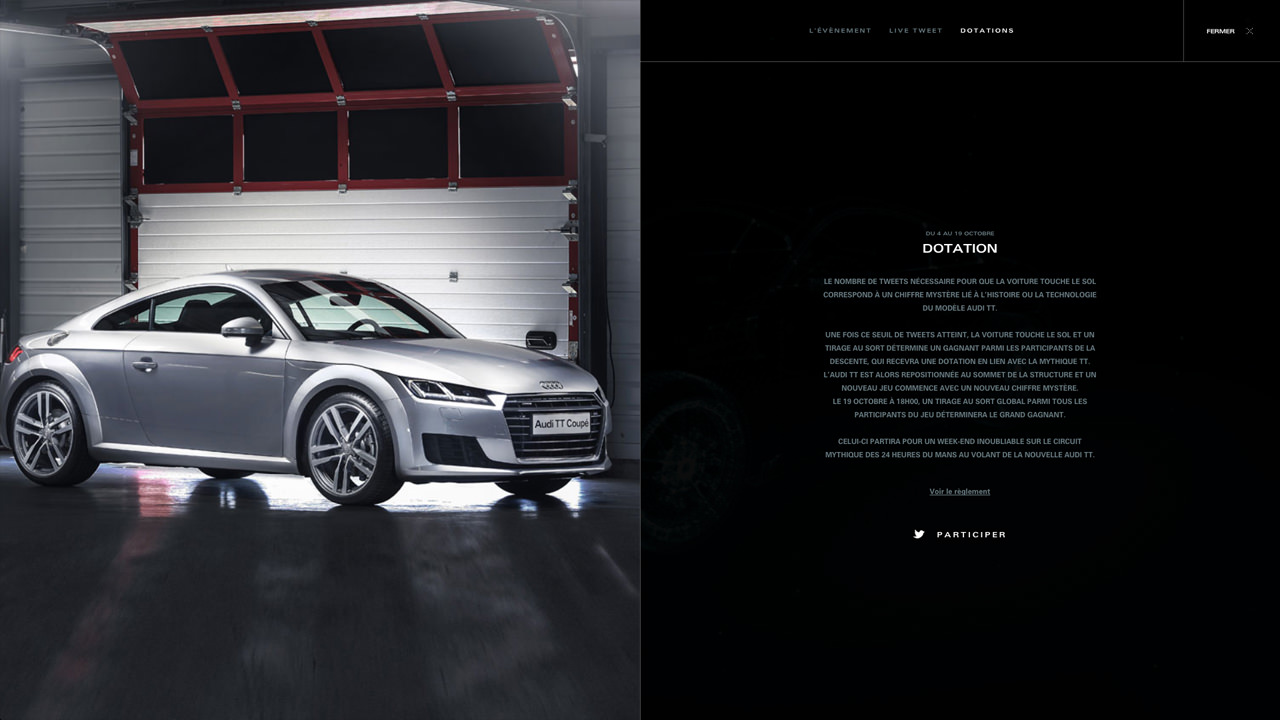 L'ÉVÈNEMENT LIVE TWEET DOTATIONS FERMER
DU 4 AU 19 OCTOBRE
DOTATION
LE NOMBRE DE TWEETS NÉCESSAIRE POUR QUE LA VOITURE TOUCHE LE SOL
CORRESPOND À UN CHIFFRE MYSTÈRE LIÉ À L'HISTOIRE OU LA TECHNOLOGIE
DU MODÈLE AUDI TT.
UNE FOIS CE SEUIL DE TWEETS ATTEINT, LA VOITURE TOUCHE LE SOL ET UN
TIRAGE AU SORT DÉTERMINE UN GAGNANT PARMI LES PARTICIPANTS DE LA
DESCENTE, QUI RECEVRA UNE DOTATION EN LIEN AVEC LA MYTHIQUE TT.
L'AUDI TT EST ALORS REPOSITIONNÉE AU SOMMET DE LA STRUCTURE ET UN
NOUVEAU JEU COMMENCE AVEC UN NOUVEAU CHIFFRE MYSTÈRE.
LE 19 OCTOBRE À 18H00, UN TIRAGE AU SORT GLOBAL PARMI TOUS LES
PARTICIPANTS DU JEU DÉTERMINERA LE GRAND GAGNANT.
CELUI-CI PARTIRA POUR UN WEEK-END INOUBLIABLE SUR LE CIRCUIT
MYTHIQUE DES 24 HEURES DU MANS AU VOLANT DE LA NOUVELLE AUDI TT.
Voir le règlement
PARTICIPER
Audi TT Coupé